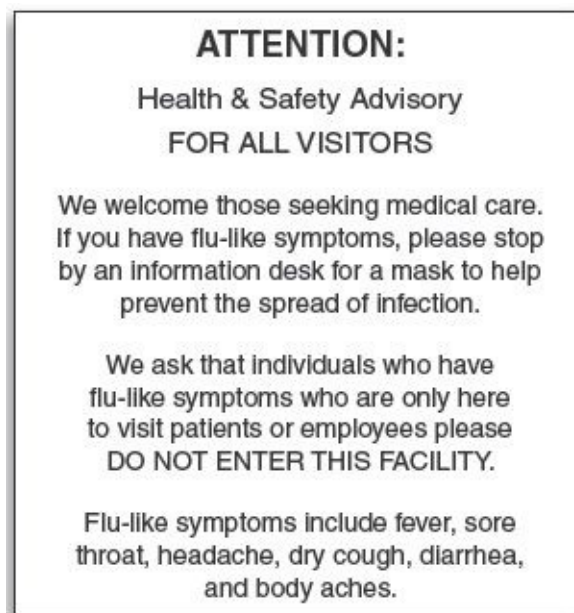 ATTENTION:
Health & Safety Advisory
FOR ALL VISITORS
We welcome those seeking medical care.
If you have flu-like symptoms, please stop
by an information desk for a mask to help
prevent the spread of infection.
We ask that individuals who have
flu-like symptoms who are only here
to visit patients or employees please
DO NOT ENTER THIS FACILITY.
Flu-like symptoms include fever, sore
throat, headache, dry cough, diarrhea,
and body aches.